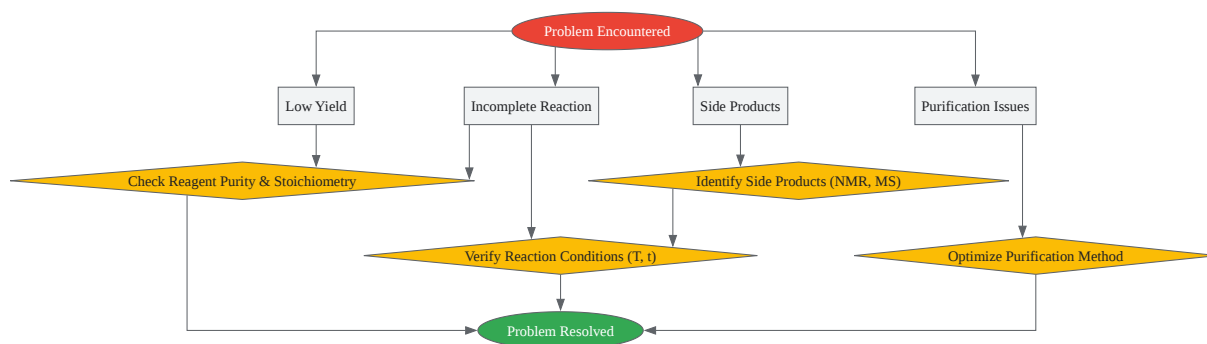 Problem Encountered
Low Yield
Incomplete Reaction
Side Products
Purification Issues
Check Reagent Purity & Stoichiometry
Identify Side Products (NMR, MS)
Verify Reaction Conditions (T, t)
Optimize Purification Method
Problem Resolved